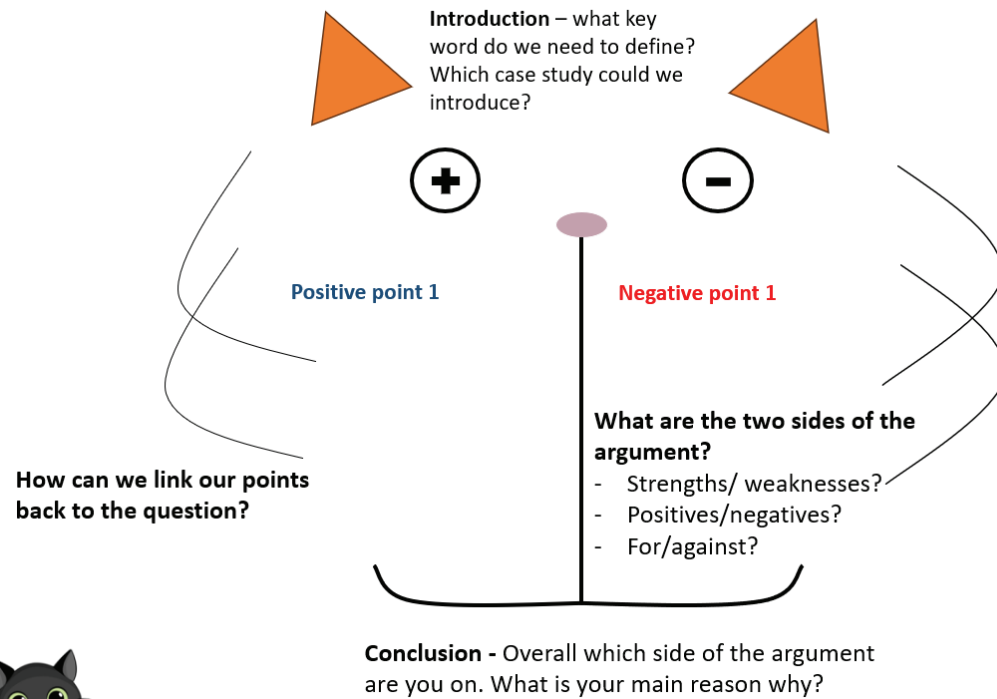 Introduction – what key
word do we need to define?
Which case study could we
introduce?
+
-
Positive point 1
Negative point 1
What are the two sides of the
argument?
- Strengths/ weaknesses?
- Positives/negatives?
- For/against?
How can we link our points
back to the question?
Conclusion - Overall which side of the argument
are you on. What is your main reason why?